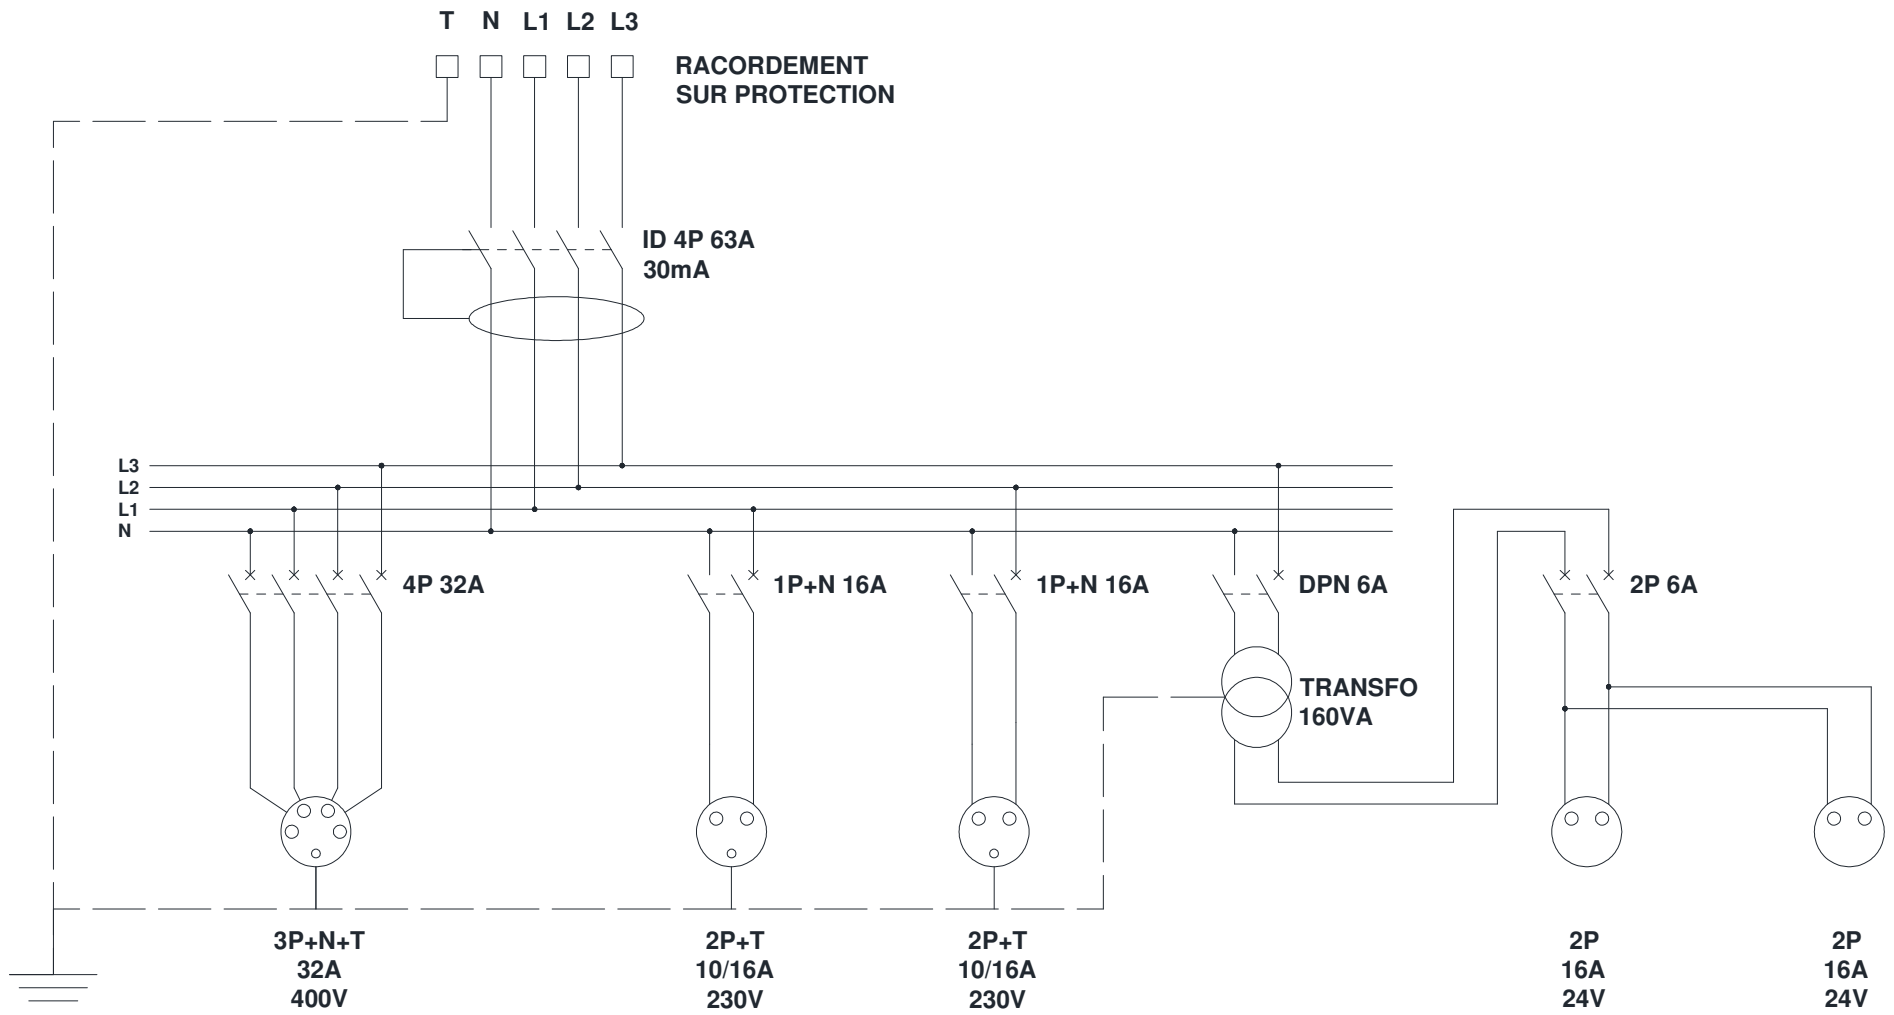 T N L1 L2 L3
RACORDEMENT
SUR PROTECTION
ID 4P 63A
30mA
L3
L2
L1
N
4P 32A
1P+N 16A
1P+N 16A
DPN 6A
2P 6A
TRANSFO
160VA
3P+N+T
32A
400V
2P+T
10/16A
230V
2P+T
10/16A
230V
2P
16A
24V
2P
16A
24V